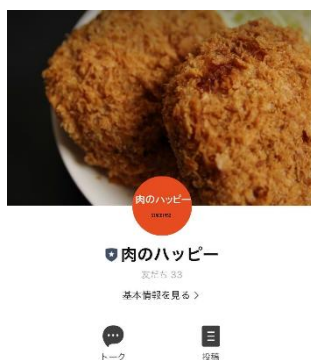 肉のハッピー
肉のハッピー
友だち 33
基本情報を見る
トーク
投稿